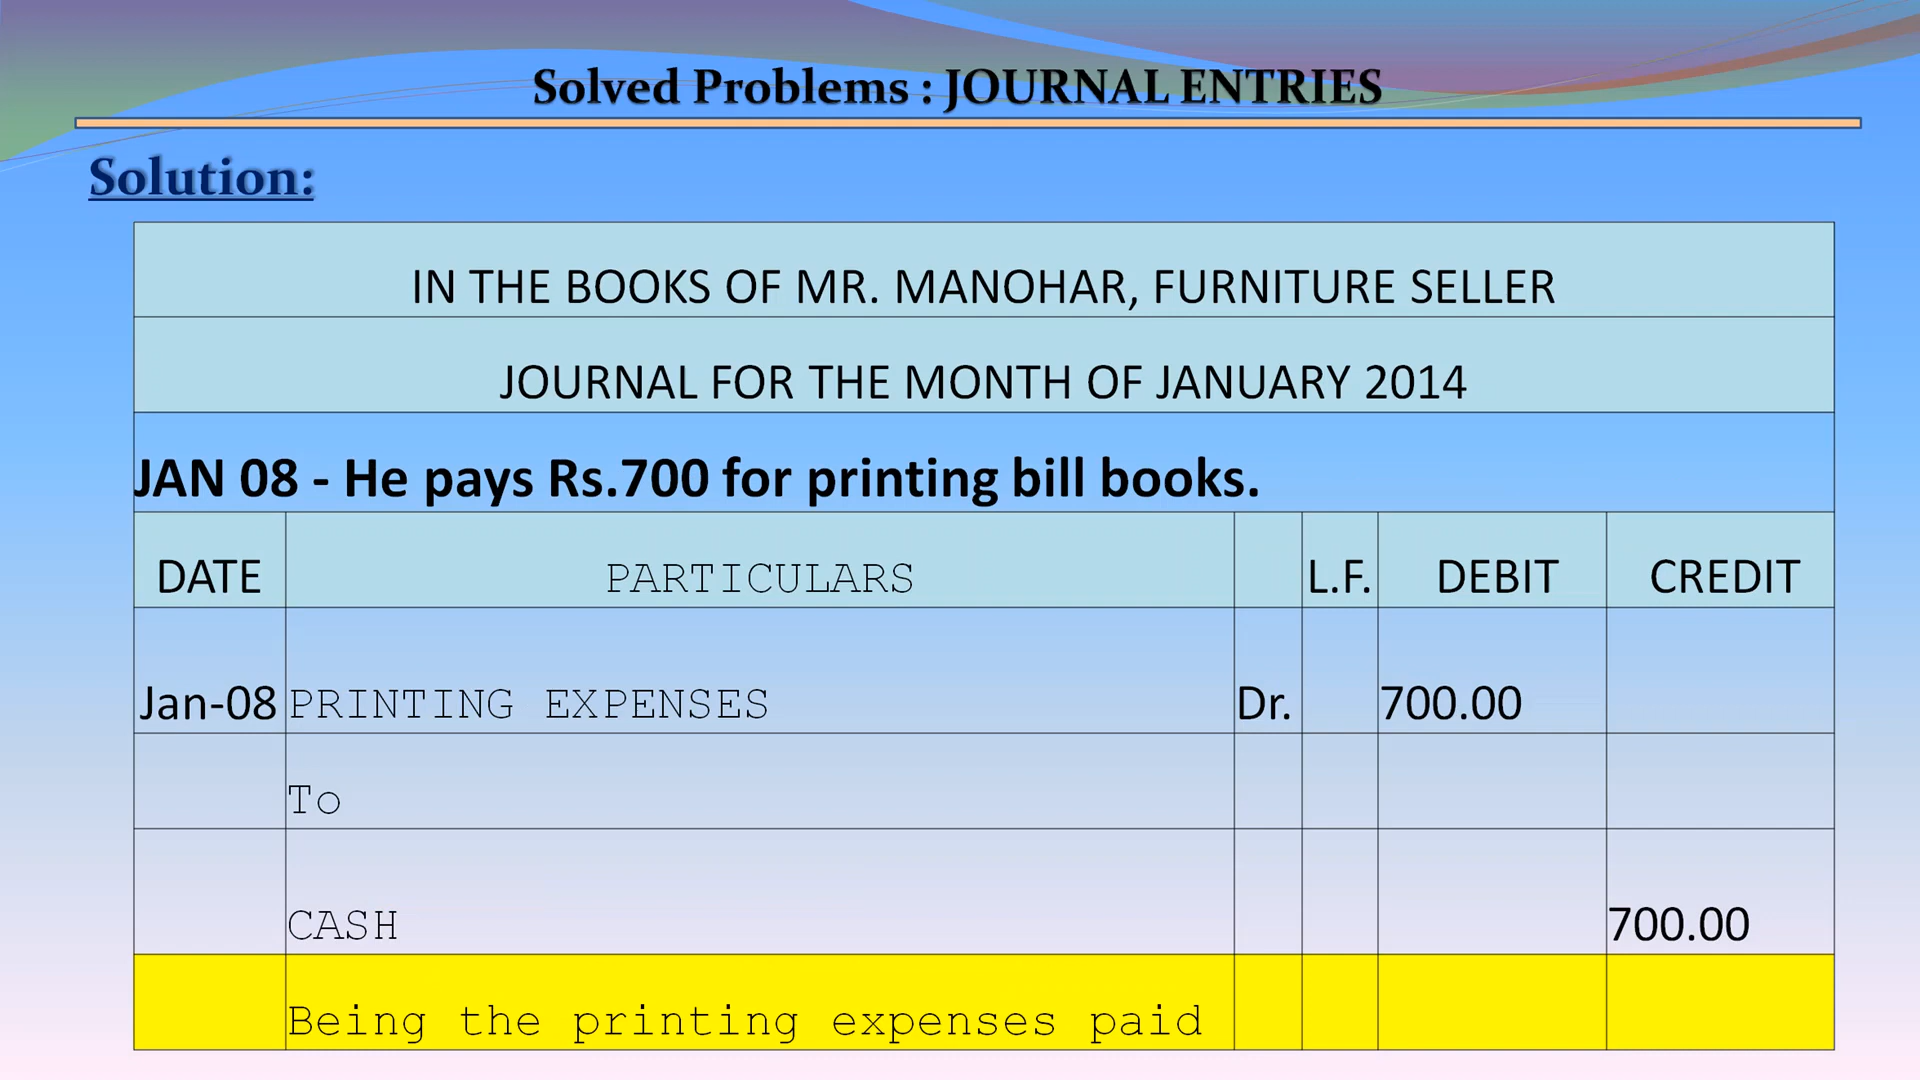 Solved Problems : JOURNAL ENTRIES
Solution:
IN THE BOOKS OF MR. MANOHAR, FURNITURE SELLER
JOURNAL FOR THE MONTH OF JANUARY 2014
JAN 08 - He pays Rs.700 for printing bill books.
DATE PARTICULARS L.F. DEBIT CREDIT
Jan-08 PRINTING EXPENSES Dr. 700.00
To
CASH 700.00
Being the printing expenses paid